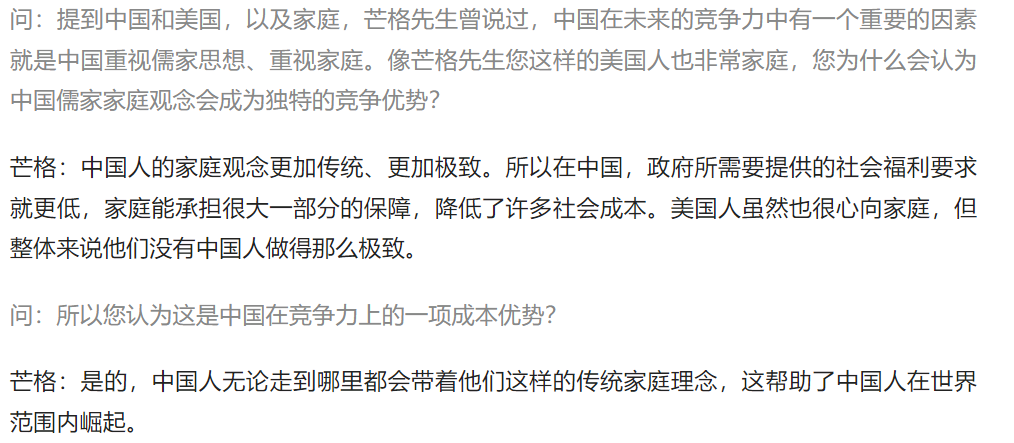 问：提到中国和美国，以及家庭，芒格先生曾说过，中国在未来的竞争力中有一个重要的因素
就是中国重视儒家思想、重视家庭。像芒格先生您这样的美国人也非常家庭，您为什么会认为
中国儒家家庭观念会成为独特的竞争优势？
芒格：中国人的家庭观念更加传统、更加极致。所以在中国，政府所需要提供的社会福利要求
就更低，家庭能承担很大一部分的保障，降低了许多社会成本。美国人虽然也很心向家庭，但
整体来说他们没有中国人做得那么极致。
问：所以您认为这是中国在竞争力上的一项成本优势？
芒格：是的，中国人无论走到哪里都会带着他们这样的传统家庭理念，这帮助了中国人在世界
范围内崛起。